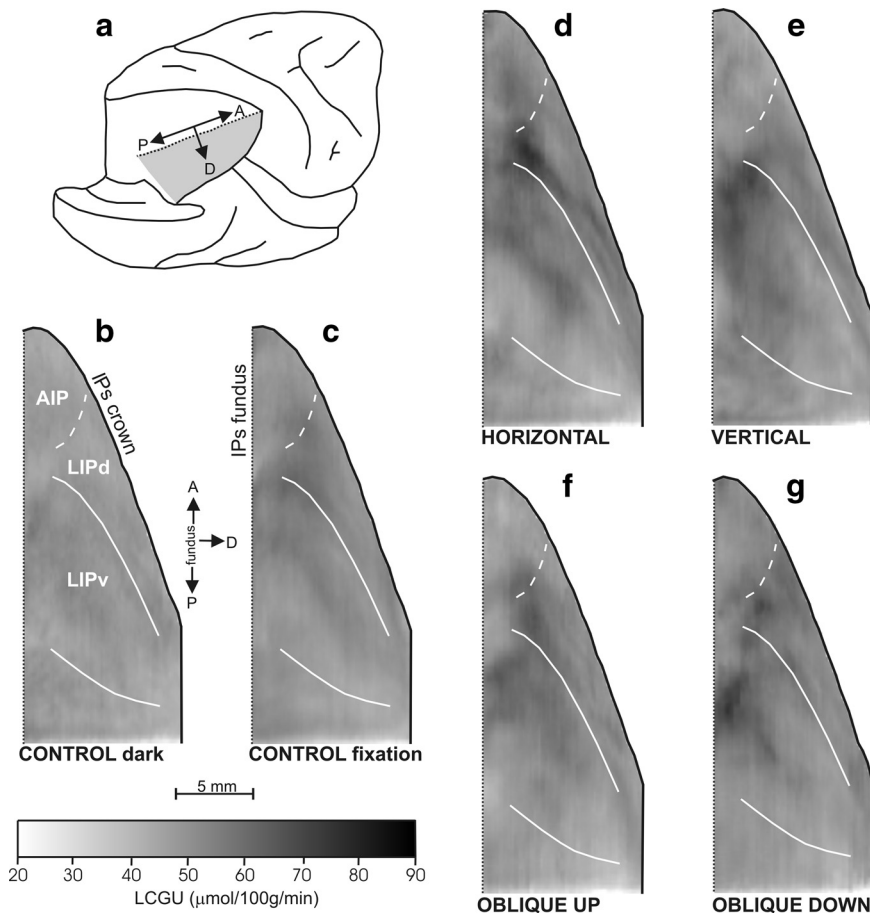 a
A
P
D
b
AIP
IPs crown
LIPd
LIPv
CONTROL dark
A
fundus
D
P
c
IPs fundus
CONTROL fixation
5 mm
20 30 40 50 60 70 80 90
LCGU (μmol/100g/min)
d
HORIZONTAL
e
VERTICAL
f
OBLIQUE UP
g
OBLIQUE DOWN